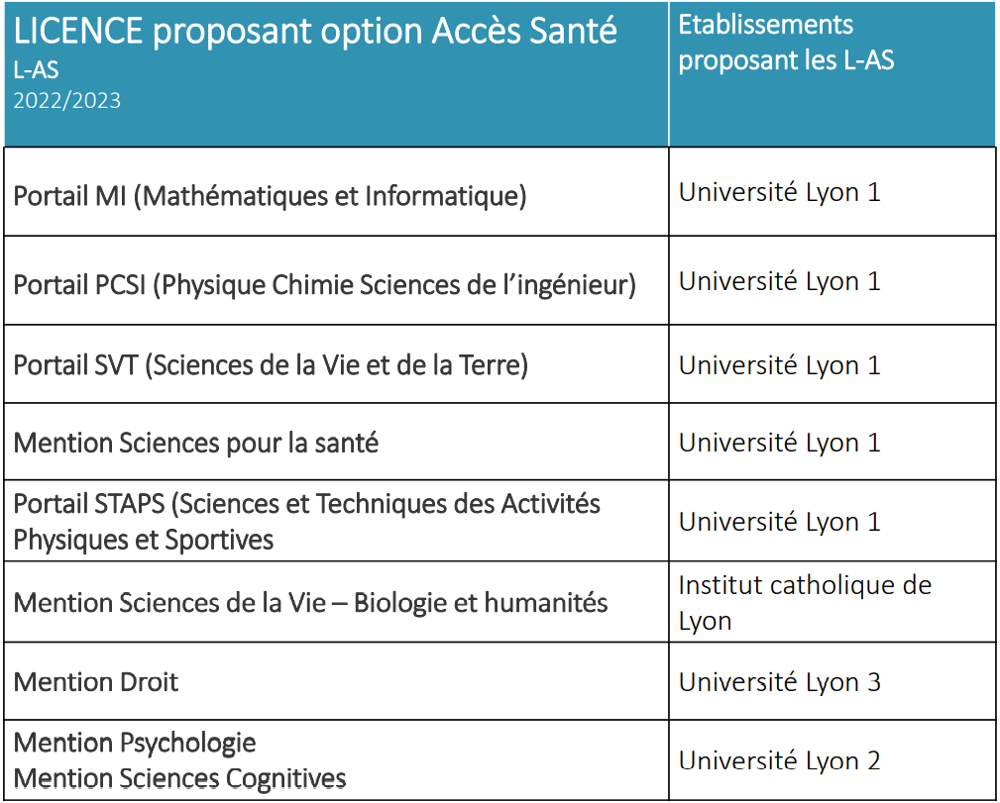 LICENCE proposant option Accès Santé
L-AS
2022/2023
Etablissements
proposant les L-AS
Portail MI (Mathématiques et Informatique)
Université Lyon 1
Portail PCSI (Physique Chimie Sciences de l’ingénieur)
Université Lyon 1
Portail SVT (Sciences de la Vie et de la Terre)
Université Lyon 1
Mention Sciences pour la santé
Université Lyon 1
Portail STAPS (Sciences et Techniques des Activités
Physiques et Sportives
Université Lyon 1
Mention Sciences de la Vie – Biologie et humanités
Institut catholique de
Lyon
Mention Droit
Université Lyon 3
Mention Psychologie
Mention Sciences Cognitives
Université Lyon 2